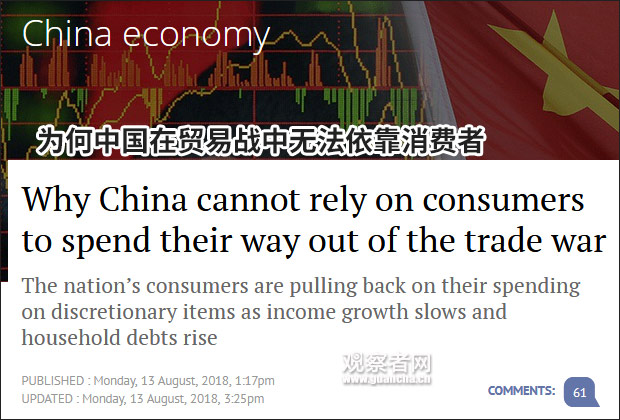 China economy
为何中国在贸易战中无法依靠消费者
Why China cannot rely on consumers
to spend their way out of the trade war
The nation’s consumers are pulling back on their spending
on discretionary items as income growth slows and
household debts rise
观察者网
www.guancha.cn
PUBLISHED : Monday, 13 August, 2018, 1:17pm
UPDATED : Monday, 13 August, 2018, 3:25pm
COMMENTS: 61